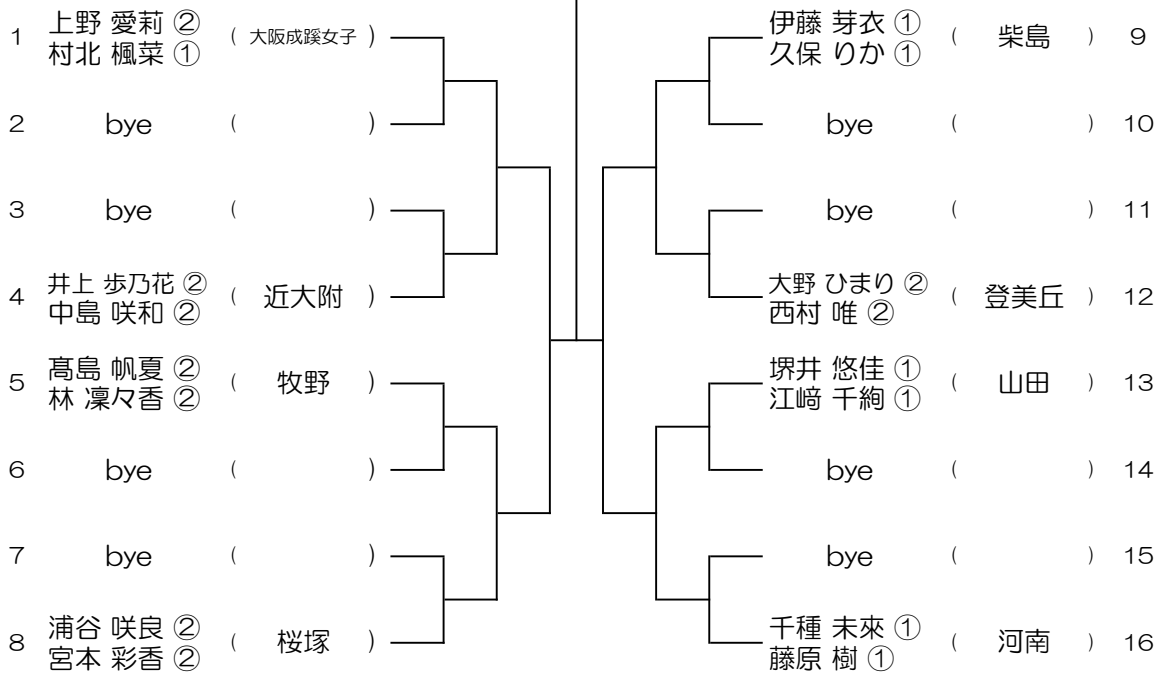 1 上野 愛莉 ② ( 大阪成蹊女子 )
村北 楓菜 ①
2 bye ( )
3 bye ( )
4 井上 歩乃花 ② ( 近大附 )
中島 咲和 ②
5 髙島 帆夏 ② ( 牧野 )
林 凜々香 ②
6 bye ( )
7 bye ( )
8 浦谷 咲良 ② ( 桜塚 )
宮本 彩香 ②
伊藤 芽衣 ① ( 柴島 ) 9
久保 りか ①
bye ( ) 10
bye ( ) 11
大野 ひまり ② ( 登美丘 ) 12
西村 唯 ②
堺井 悠佳 ① ( 山田 ) 13
江﨑 千絢 ①
bye ( ) 14
bye ( ) 15
千種 未來 ① ( 河南 ) 16
藤原 樹 ①